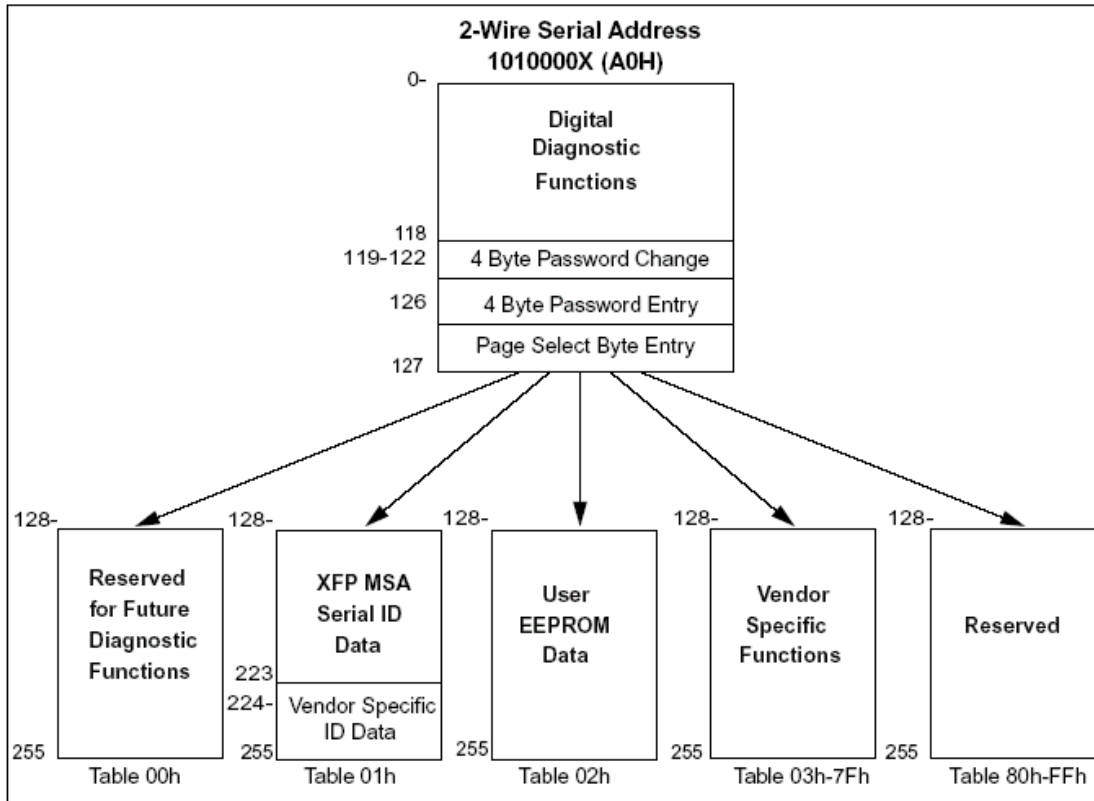 2-Wire Serial Address
1010000X (A0H)
0-
Digital
Diagnostic
Functions
118
119-122
4 Byte Password Change
126
4 Byte Password Entry
Page Select Byte Entry
127
128-
Reserved
for Future
Diagnostic
Functions
255
Table 00h
128-
XFP MSA
Serial ID
Data
223
224-
Vendor Specific
ID Data
255
Table 01h
128-
User
EEPROM
Data
255
Table 02h
128-
Vendor
Specific
Functions
255
Table 03h-7Fh
128-
Reserved
255
Table 80h-FFh